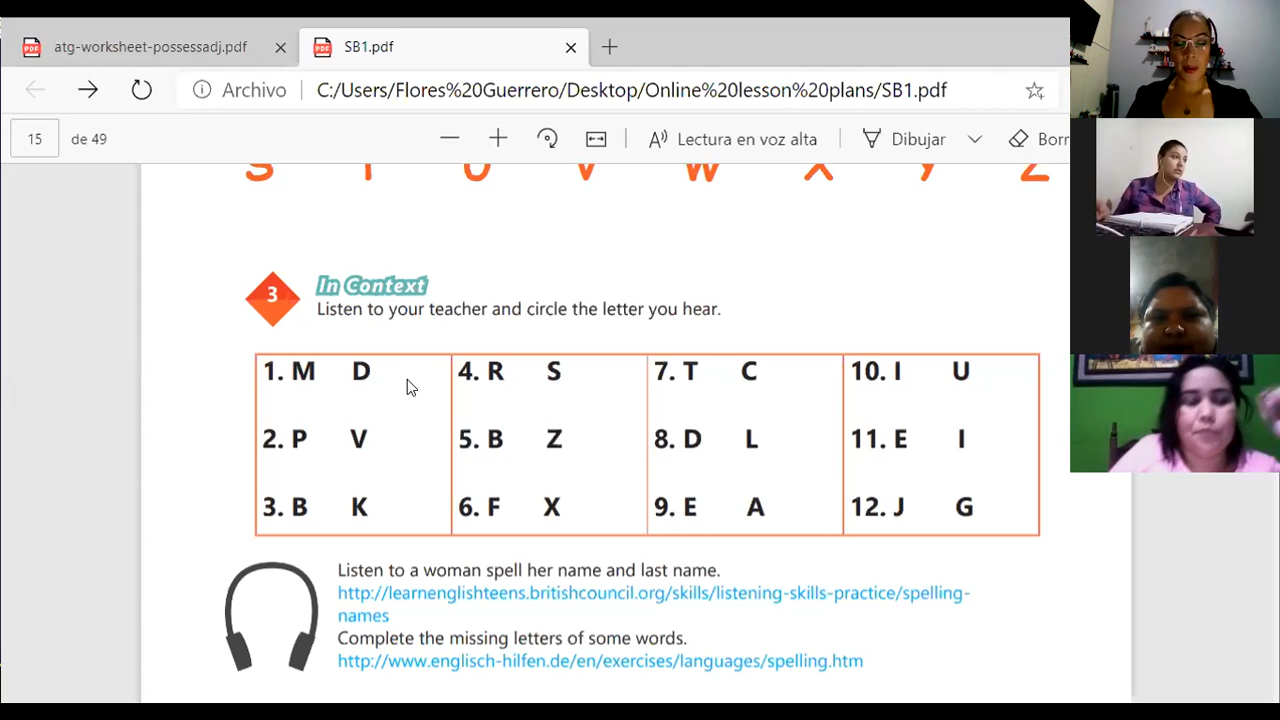 atg-worksheet-possessadj.pdf
SB1.pdf
Archivo C:/Users/Flores%20Guerrero/Desktop/Online%20lesson%20plans/SB1.pdf
15 de 49 Lectura en voz alta Dibujar Borr
S T U V W X Y Z
3 In Context
Listen to your teacher and circle the letter you hear.
1. M D 4. R S 7. T C 10. I U
2. P V 5. B Z 8. D L 11. E I
3. B K 6. F X 9. E A 12. J G
Listen to a woman spell her name and last name.
http://learnenglishteens.britishcouncil.org/skills/listening-skills-practice/spelling-
names
Complete the missing letters of some words.
http://www.englisch-hilfen.de/en/exercises/languages/spelling.htm